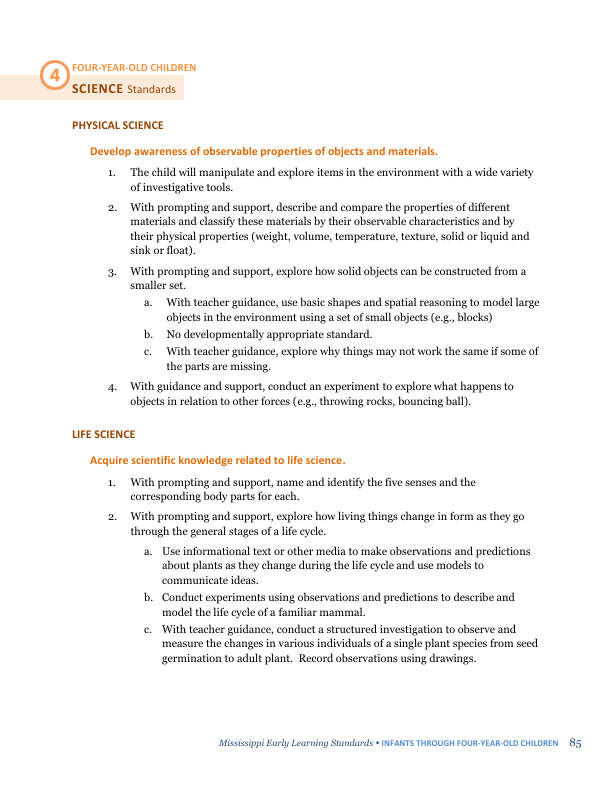 4
FOUR-YEAR-OLD CHILDREN
SCIENCE Standards
PHYSICAL SCIENCE
Develop awareness of observable properties of objects and materials.
1. The child will manipulate and explore items in the environment with a wide variety
of investigative tools.
2. With prompting and support, describe and compare the properties of different
materials and classify these materials by their observable characteristics and by
their physical properties (weight, volume, temperature, texture, solid or liquid and
sink or float).
3. With prompting and support, explore how solid objects can be constructed from a
smaller set.
a. With teacher guidance, use basic shapes and spatial reasoning to model large
objects in the environment using a set of small objects (e.g., blocks)
b. No developmentally appropriate standard.
c. With teacher guidance, explore why things may not work the same if some of
the parts are missing.
4. With guidance and support, conduct an experiment to explore what happens to
objects in relation to other forces (e.g., throwing rocks, bouncing ball).
LIFE SCIENCE
Acquire scientific knowledge related to life science.
1. With prompting and support, name and identify the five senses and the
corresponding body parts for each.
2. With prompting and support, explore how living things change in form as they go
through the general stages of a life cycle.
a. Use informational text or other media to make observations and predictions
about plants as they change during the life cycle and use models to
communicate ideas.
b. Conduct experiments using observations and predictions to describe and
model the life cycle of a familiar mammal.
c. With teacher guidance, conduct a structured investigation to observe and
measure the changes in various individuals of a single plant species from seed
germination to adult plant. Record observations using drawings.
Mississippi Early Learning Standards • INFANTS THROUGH FOUR-YEAR-OLD CHILDREN 85